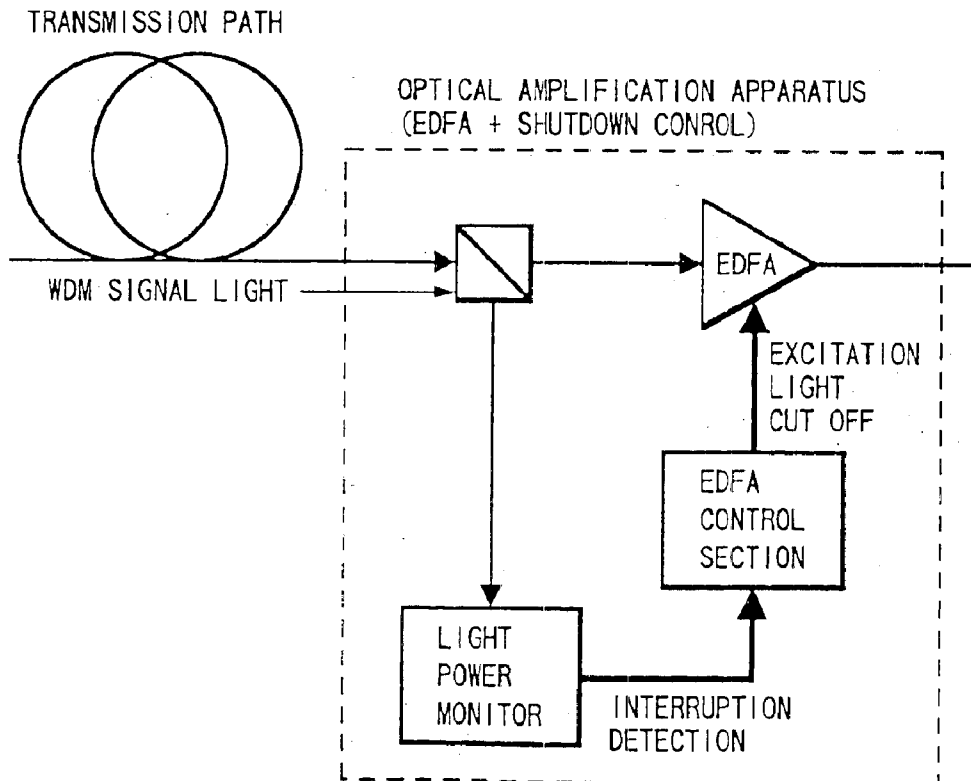 TRANSMISSION PATH
OPTICAL AMPLIFICATION APPARATUS
(EDFA + SHUTDOWN CONROL)
EDFA
WDM SIGNAL LIGHT
EXCITATION
LIGHT
CUT OFF
EDFA
CONTROL
SECTION
LIGHT
POWER
MONITOR
INTERRUPTION
DETECTION